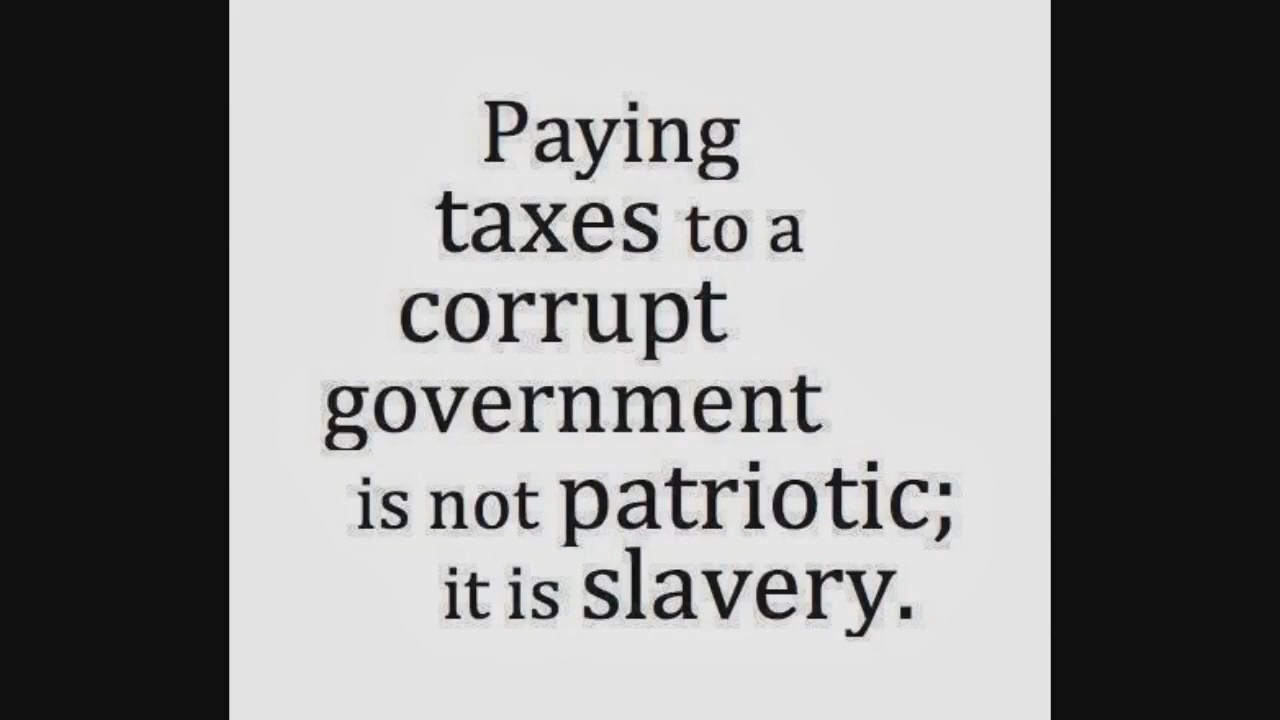 Paying
taxes to a
corrupt
government
is not patriotic;
it is slavery.